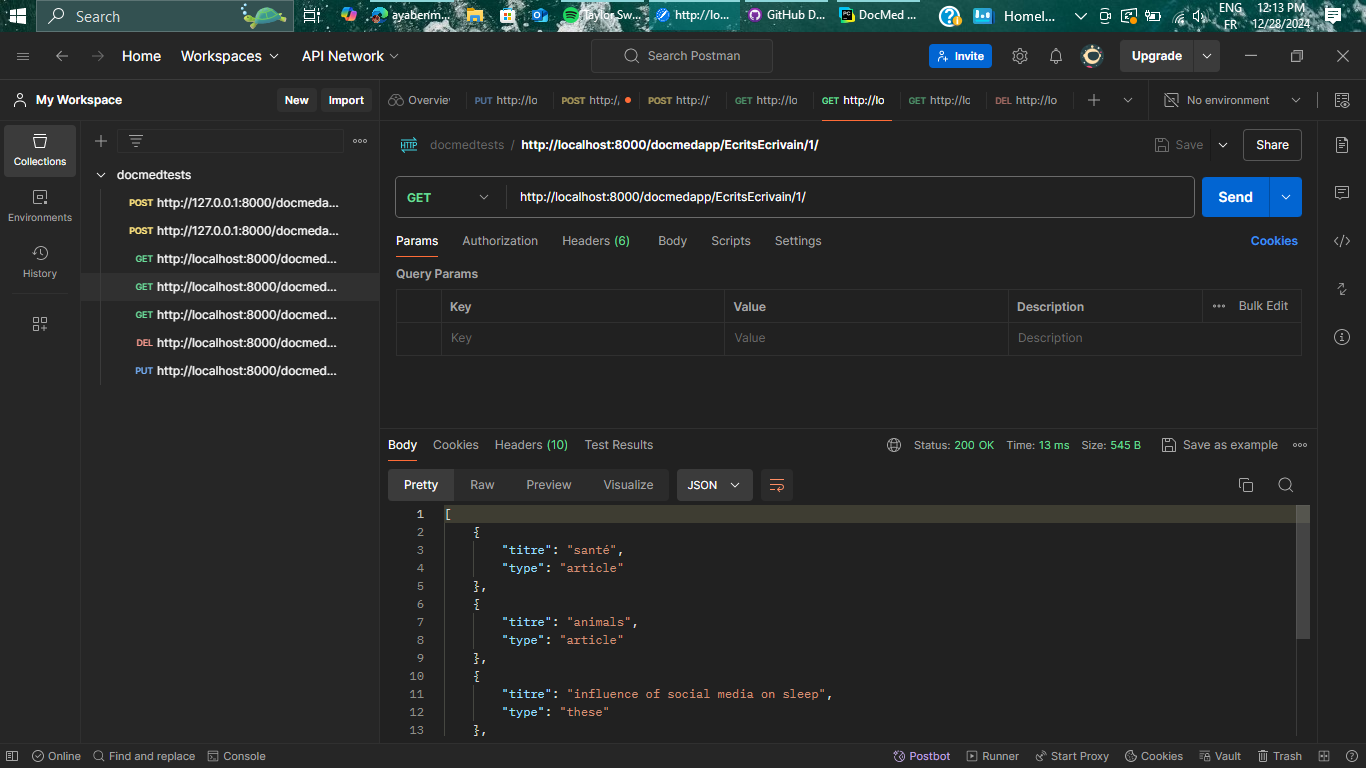 Search
ayaberim...
Taylor Sw...
http://lo...
GitHub D...
DocMed ...
Homel...
ENG
FR
12:13 PM
12/28/2024
Home
Workspaces
API Network
Search Postman
Invite
Upgrade
My Workspace
New
Import
Overvie
PUT http://lo
POST http:/,
POST http://'
GET http://lo
GET http://lo
GET http://lo
DEL http://lo
No environment
Collections
Environments
History
docmedtests
POST http://127.0.0.1:8000/docmeda...
POST http://127.0.0.1:8000/docmeda...
GET http://localhost:8000/docmed...
GET http://localhost:8000/docmed...
GET http://localhost:8000/docmed...
DEL http://localhost:8000/docmed...
PUT http://localhost:8000/docmed...
HTTP docmedtests / http://localhost:8000/docmedapp/EcritsEcrivain/1/
Save
Share
GET http://localhost:8000/docmedapp/EcritsEcrivain/1/
Send
Params Authorization Headers (6) Body Scripts Settings
Cookies
Query Params
Key Value Description Bulk Edit
Key Value Description
Body Cookies Headers (10) Test Results
Status: 200 OK Time: 13 ms Size: 545 B Save as example
Pretty Raw Preview Visualize JSON
1 [
2 {
3 "titre": "santé",
4 "type": "article"
5 },
6 {
7 "titre": "animals",
8 "type": "article"
9 },
10 {
11 "titre": "influence of social media on sleep",
12 "type": "these"
13 },
Online Find and replace Console
Postbot Runner Start Proxy Cookies Vault Trash